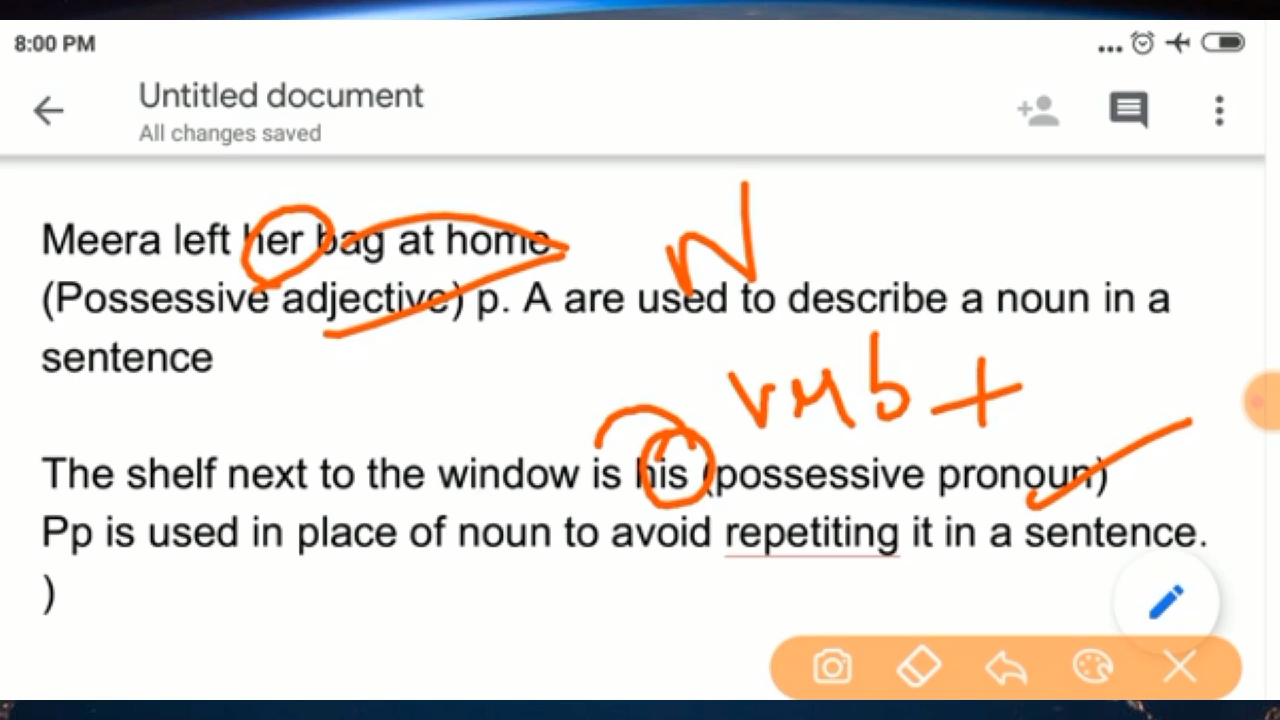 8:00 PM
Untitled document
All changes saved
N
Meera left her bag at home
(Possessive adjective) p. A are used to describe a noun in a
sentence
verb +
The shelf next to the window is his (possessive pronoun)
Pp is used in place of noun to avoid repetiting it in a sentence.
)